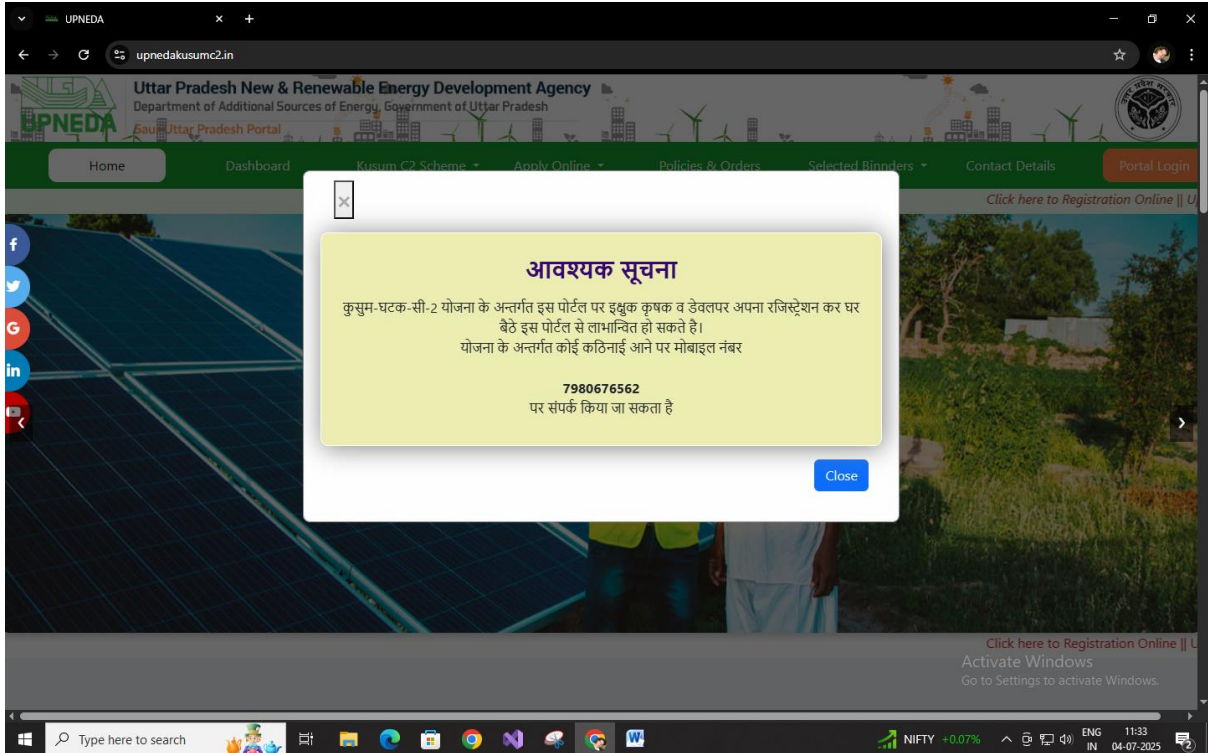 UPNEDA
upnedakusumc2.in
Uttar Pradesh New & Renewable Energy Development Agency
Department of Additional Sources of Energy, Government of Uttar Pradesh
UPNEDA
Saur Uttar Pradesh Portal
Home Dashboard Kusum C2 Scheme Apply Online Policies & Orders Selected Binnders Contact Details Portal Login
Click here to Registration Online ||
×
आवश्यक सूचना
कुसुम-घटक-सी-2 योजना के अन्तर्गत इस पोर्टल पर इक्षुक कृषक व डेवलपर अपना रजिस्ट्रेशन कर घर
बैठे इस पोर्टल से लाभान्वित हो सकते है।
योजना के अन्तर्गत कोई कठिनाई आने पर मोबाइल नंबर
7980676562
पर संपर्क किया जा सकता है
Close
f
G
in
Click here to Registration Online ||
Activate Windows
Go to Settings to activate Windows.
Type here to search
NIFTY +0.07%
ENG
IN
11:33
04-07-2025